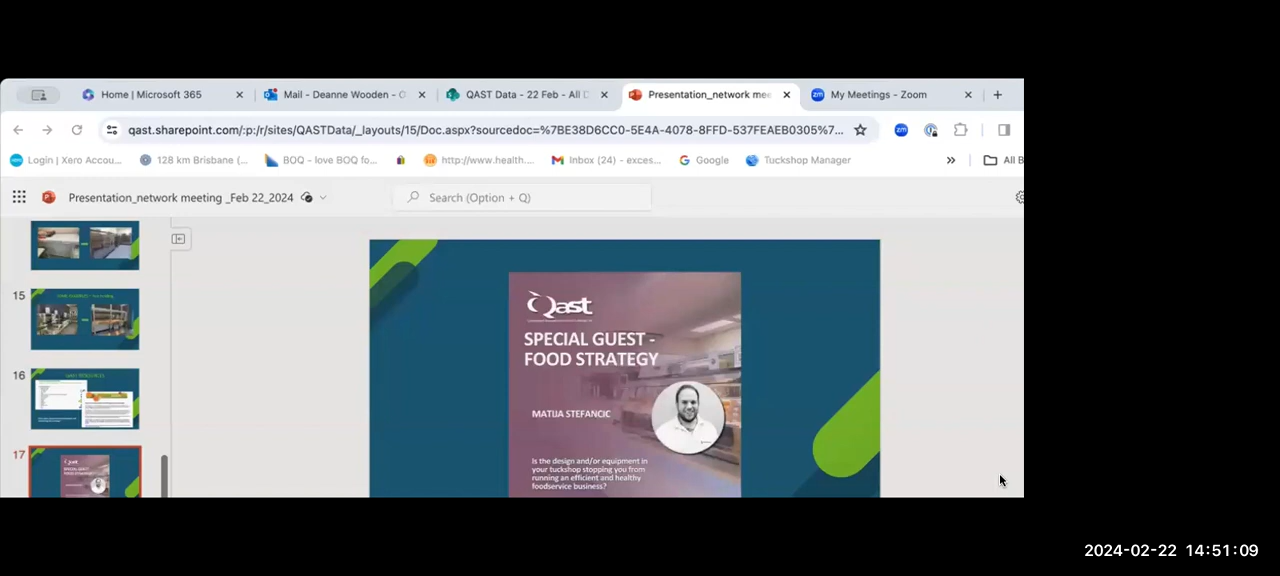 Home | Microsoft 365
Mail - Deanne Wooden - O
QAST Data - 22 Feb - All D
Presentation_network mee
My Meetings - Zoom
qast.sharepoint.com/:p:/r/sites/QASTData/_layouts/15/Doc.aspx?sourcedoc=%7BE38D6CC0-5E4A-4078-8FFD-537FEAEB0305%7...
zm
Login | Xero Accou...
128 km Brisbane (...
BOQ - love BOQ fo...
http://www.health....
Inbox (24) - exces...
Google
Tuckshop Manager
»
All B
Presentation_network meeting _Feb 22_2024
Search (Option + Q)
15
16
QAST RESOURCES
17
Qast
SPECIAL GUEST -
FOOD STRATEGY
MATIJA STEFANCIC
Is the design and/or equipment in
your tuckshop stopping you from
running an efficient and healthy
foodservice business?
2024-02-22 14:51:09